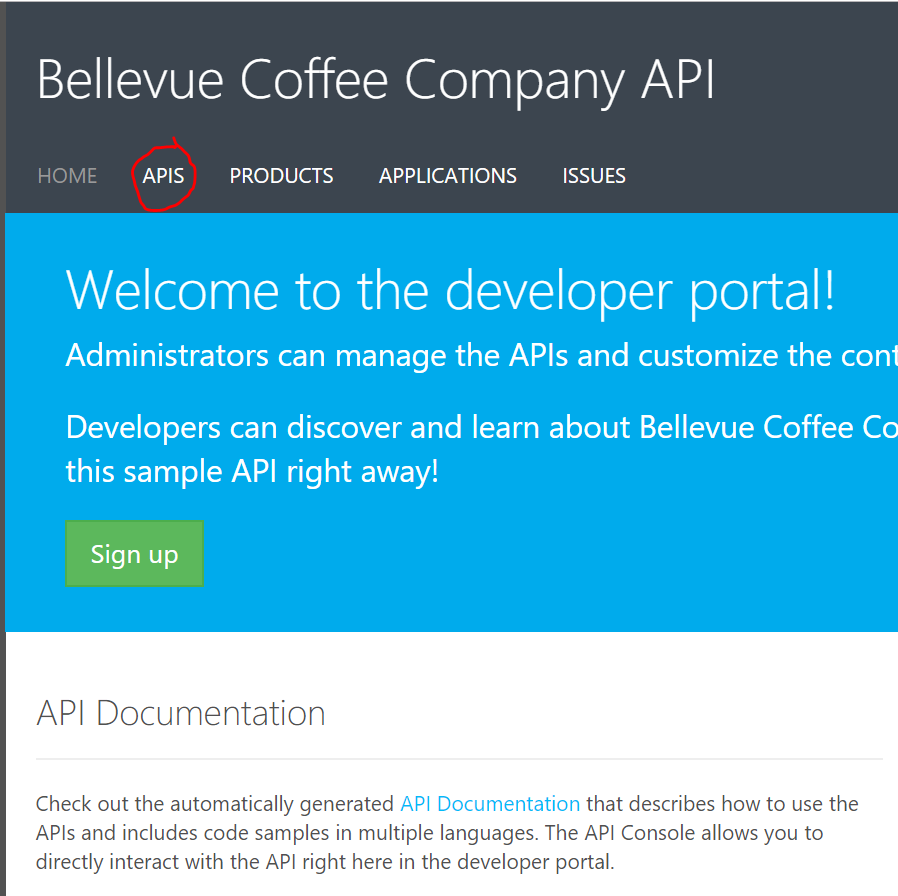 Bellevue Coffee Company API
HOME APIS PRODUCTS APPLICATIONS ISSUES
Welcome to the developer portal!
Administrators can manage the APIs and customize the cont
Developers can discover and learn about Bellevue Coffee Co
this sample API right away!
Sign up
API Documentation
Check out the automatically generated API Documentation that describes how to use the
APIs and includes code samples in multiple languages. The API Console allows you to
directly interact with the API right here in the developer portal.